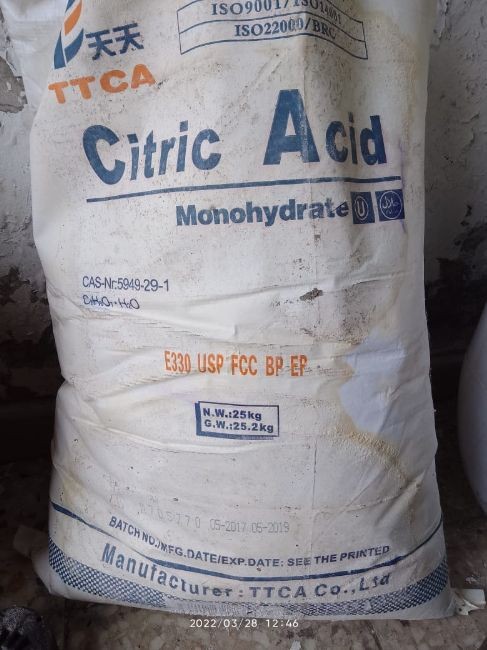 天天
TTCA
ISO9001/ISO14001
ISO22000/BRC
Citric Acid
Monohydrate U
CAS-Nr:5949-29-1
C₆H₈O₇·H₂O
E330 USP FCC BP EP
N.W.:25kg
G.W.:25.2kg
05-2017 05-2019
BATCH NO./MFG.DATE/EXP.DATE: SEE THE PRINTED
Manufacturer: TTCA Co., Ltd
2022/03/28 12:46